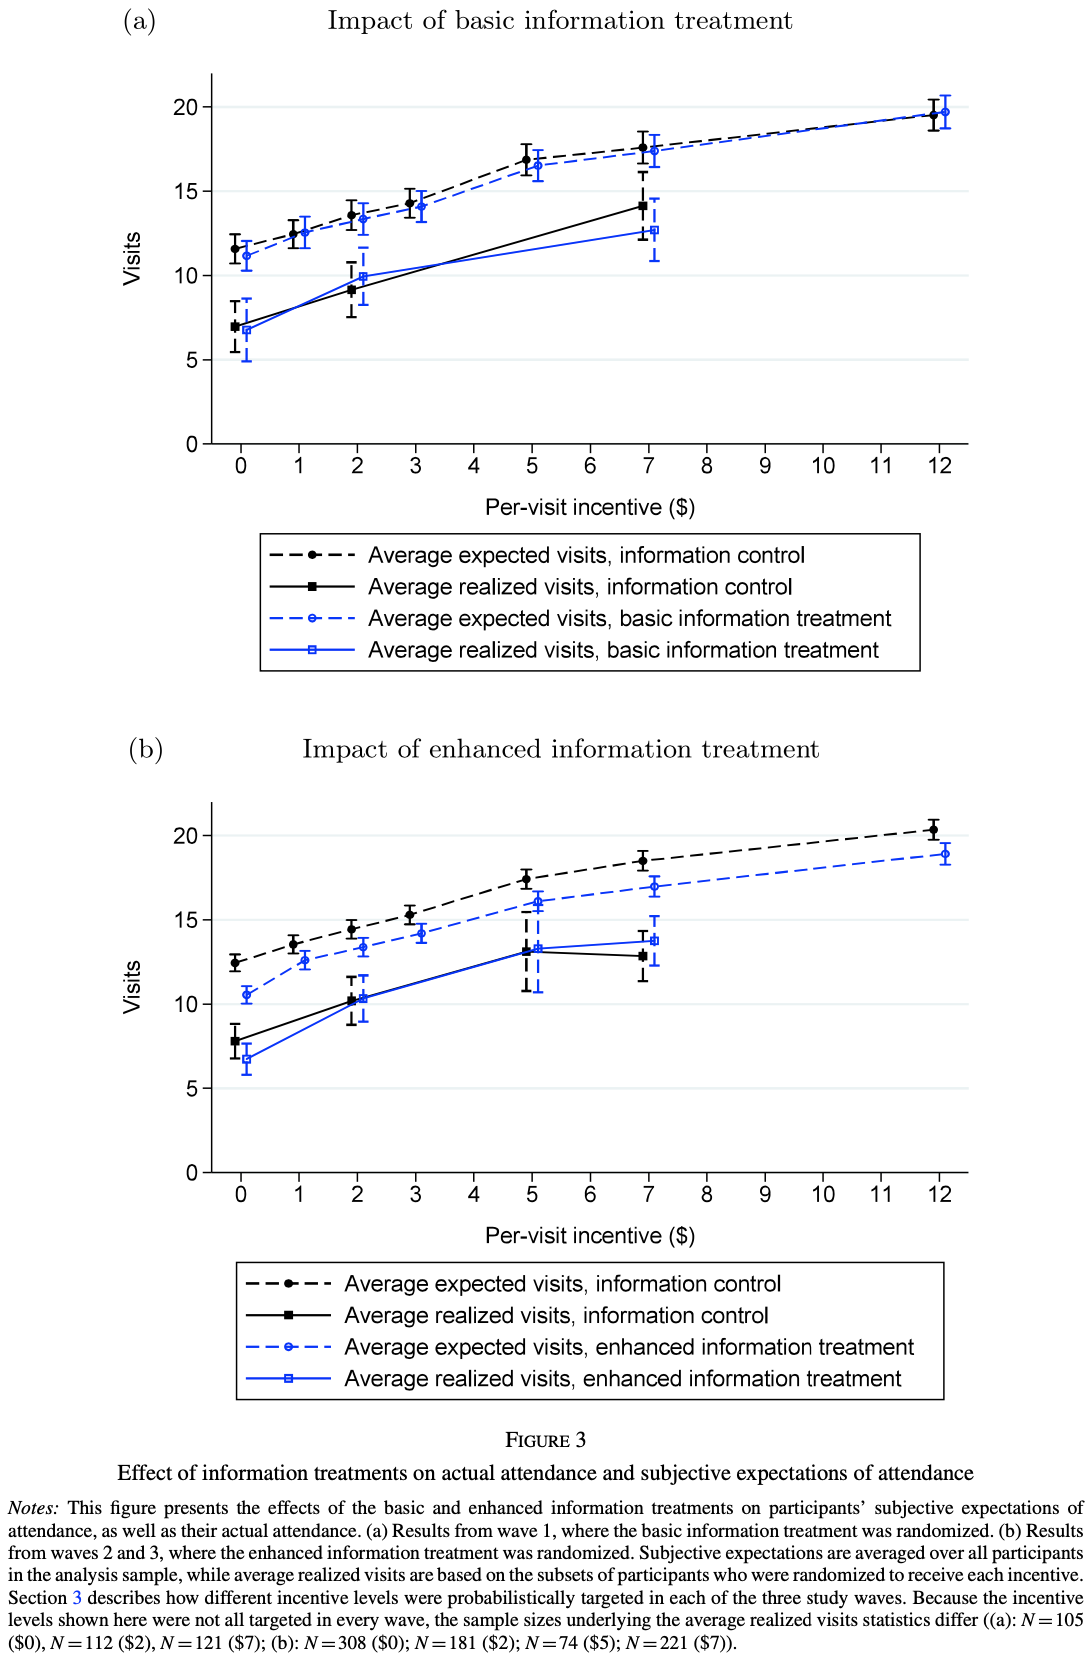 (a) Impact of basic information treatment
20
15
10
5
0
Visits
0 1 2 3 4 5 6 7 8 9 10 11 12
Per-visit incentive ($)
Average expected visits, information control
Average realized visits, information control
Average expected visits, basic information treatment
Average realized visits, basic information treatment
(b) Impact of enhanced information treatment
20
15
10
5
0
Visits
0 1 2 3 4 5 6 7 8 9 10 11 12
Per-visit incentive ($)
Average expected visits, information control
Average realized visits, information control
Average expected visits, enhanced information treatment
Average realized visits, enhanced information treatment
FIGURE 3
Effect of information treatments on actual attendance and subjective expectations of attendance
Notes: This figure presents the effects of the basic and enhanced information treatments on participants’ subjective expectations of
attendance, as well as their actual attendance. (a) Results from wave 1, where the basic information treatment was randomized. (b) Results
from waves 2 and 3, where the enhanced information treatment was randomized. Subjective expectations are averaged over all participants
in the analysis sample, while average realized visits are based on the subsets of participants who were randomized to receive each incentive.
Section 3 describes how different incentive levels were probabilistically targeted in each of the three study waves. Because the incentive
levels shown here were not all targeted in every wave, the sample sizes underlying the average realized visits statistics differ ((a): N = 105
($0), N = 112 ($2), N = 121 ($7); (b): N = 308 ($0); N = 181 ($2); N = 74 ($5); N = 221 ($7)).